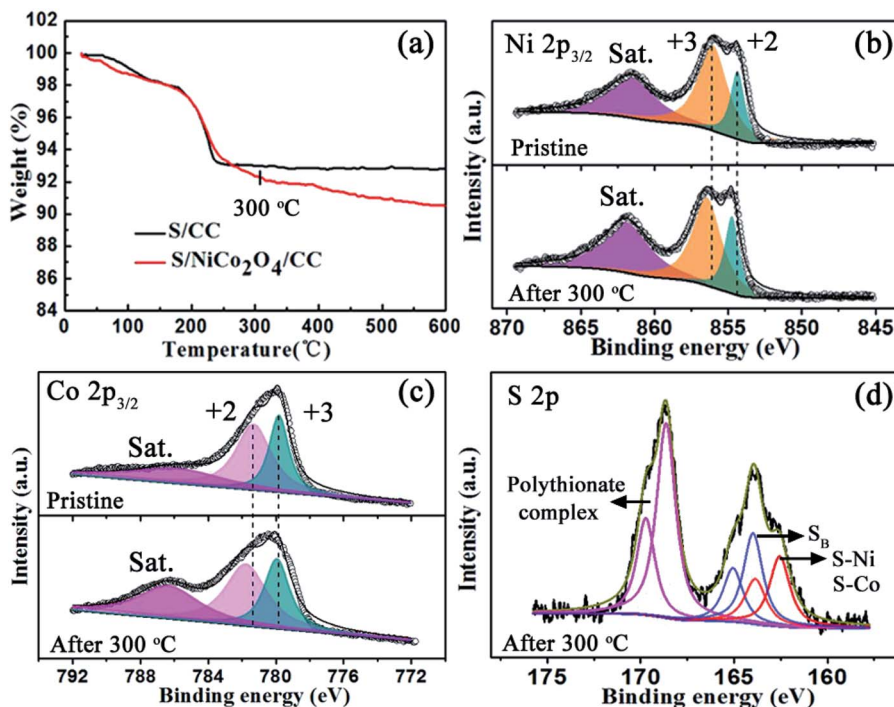 (a)
Weight (%)
100
98
96
94
92
90
88
86
84
300 °C
S/CC
S/NiCo₂O₄/CC
0 100 200 300 400 500 600
Temperature(℃)
(b)
Ni 2p₃/₂
Sat.
+3
+2
Intensity (a.u.)
Pristine
Sat.
After 300 °C
870 865 860 855 850 845
Binding energy (eV)
(c)
Co 2p₃/₂
+2
+3
Sat.
Intensity (a.u.)
Pristine
Sat.
After 300 °C
792 788 784 780 776 772
Binding energy (eV)
(d)
S 2p
Intensity (a.u.)
Polythionate
complex
S_B
S-Ni
S-Co
After 300 °C
175 170 165 160
Binding energy (eV)